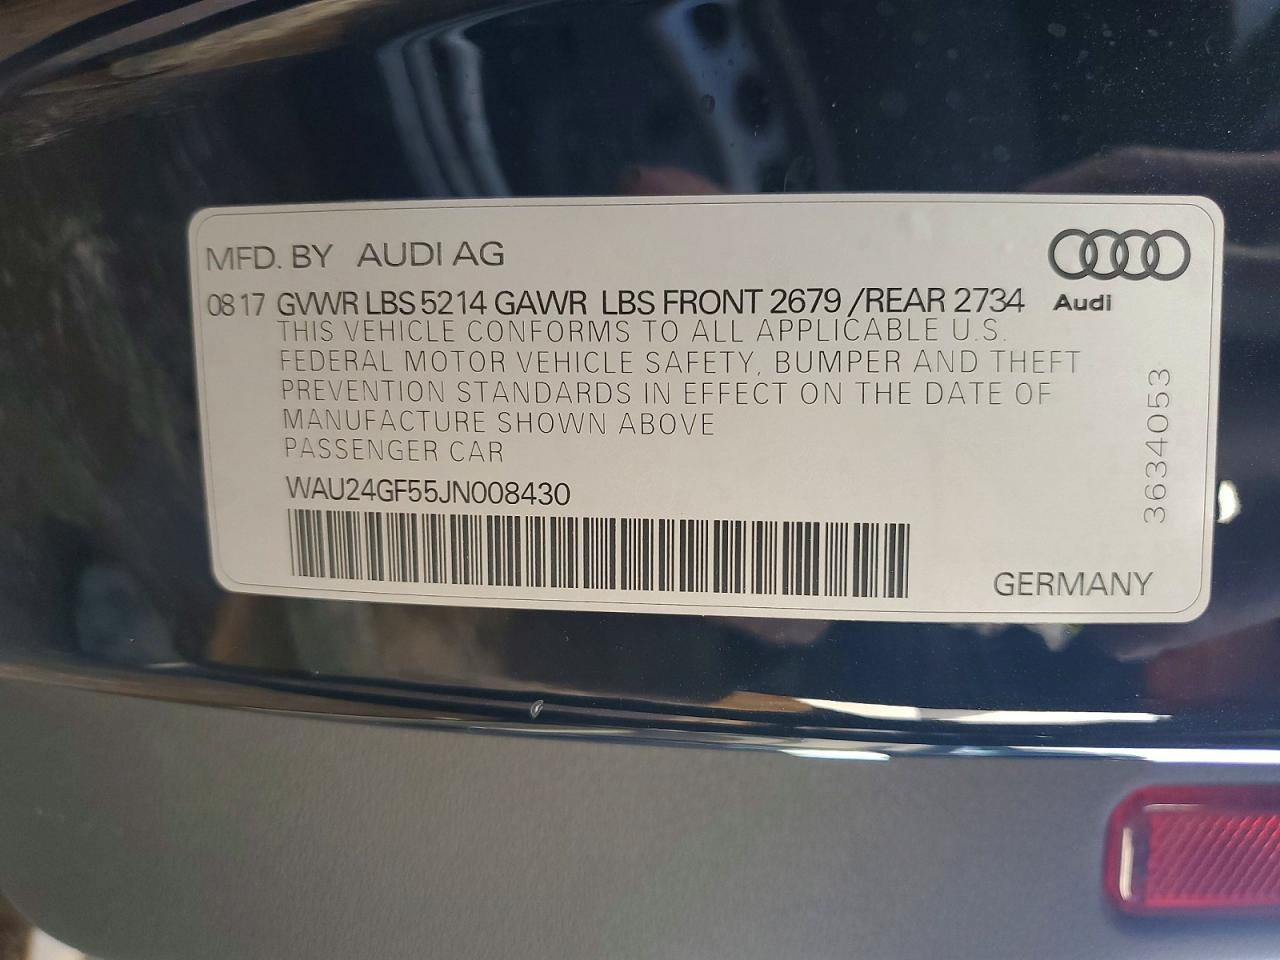 MFD. BY AUDI AG
0817 GVWR LBS 5214 GAWR LBS FRONT 2679 /REAR 2734
Audi
THIS VEHICLE CONFORMS TO ALL APPLICABLE U.S.
FEDERAL MOTOR VEHICLE SAFETY, BUMPER AND THEFT
PREVENTION STANDARDS IN EFFECT ON THE DATE OF
MANUFACTURE SHOWN ABOVE
PASSENGER CAR
WAU24GF55JN008430
3634053
GERMANY